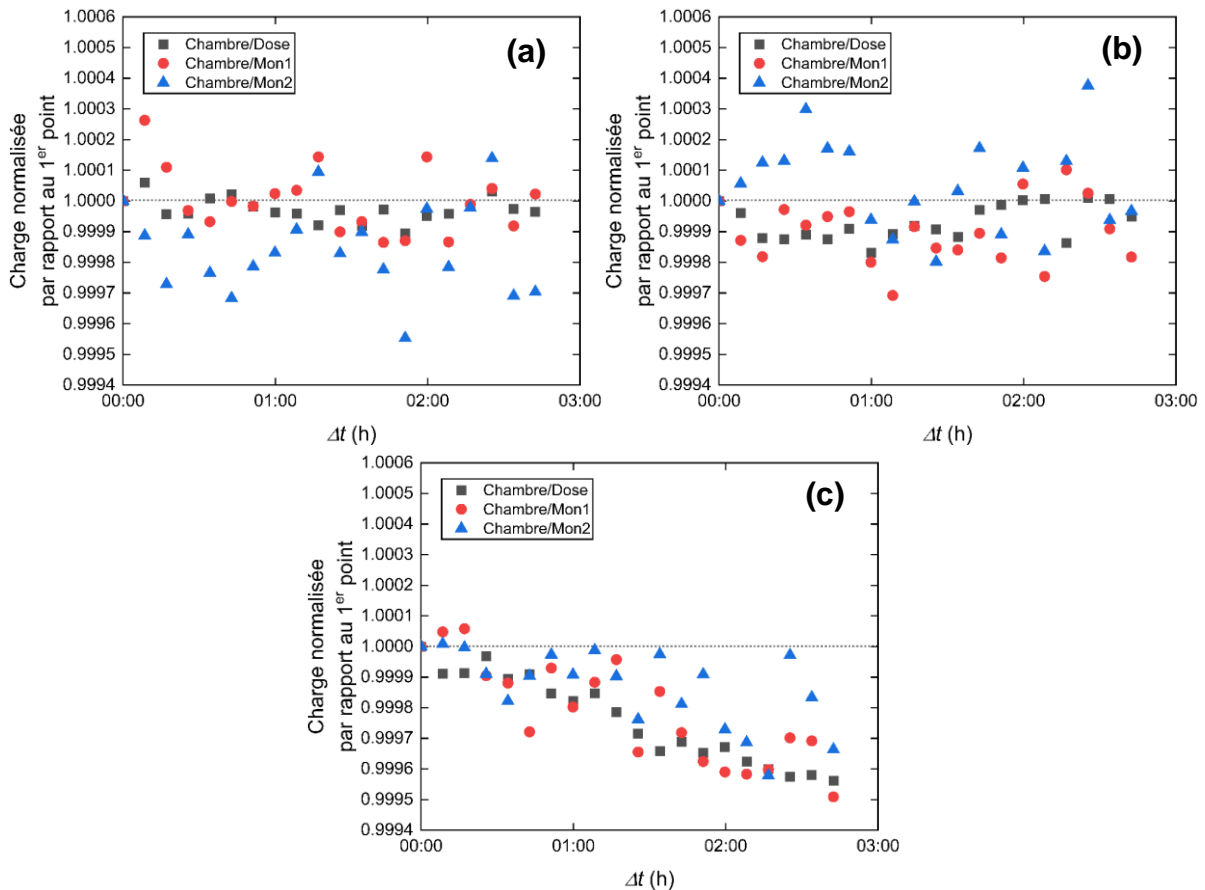 (a)
Chambre/Dose
Chambre/Mon1
Chambre/Mon2
Charge normalisée
par rapport au 1er point
1.0006
1.0005
1.0004
1.0003
1.0002
1.0001
1.0000
0.9999
0.9998
0.9997
0.9996
0.9995
0.9994
00:00
01:00
02:00
03:00
Δt (h)
(b)
Chambre/Dose
Chambre/Mon1
Chambre/Mon2
Charge normalisée
par rapport au 1er point
1.0006
1.0005
1.0004
1.0003
1.0002
1.0001
1.0000
0.9999
0.9998
0.9997
0.9996
0.9995
0.9994
00:00
01:00
02:00
03:00
Δt (h)
(c)
Chambre/Dose
Chambre/Mon1
Chambre/Mon2
Charge normalisée
par rapport au 1er point
1.0006
1.0005
1.0004
1.0003
1.0002
1.0001
1.0000
0.9999
0.9998
0.9997
0.9996
0.9995
0.9994
00:00
01:00
02:00
03:00
Δt (h)